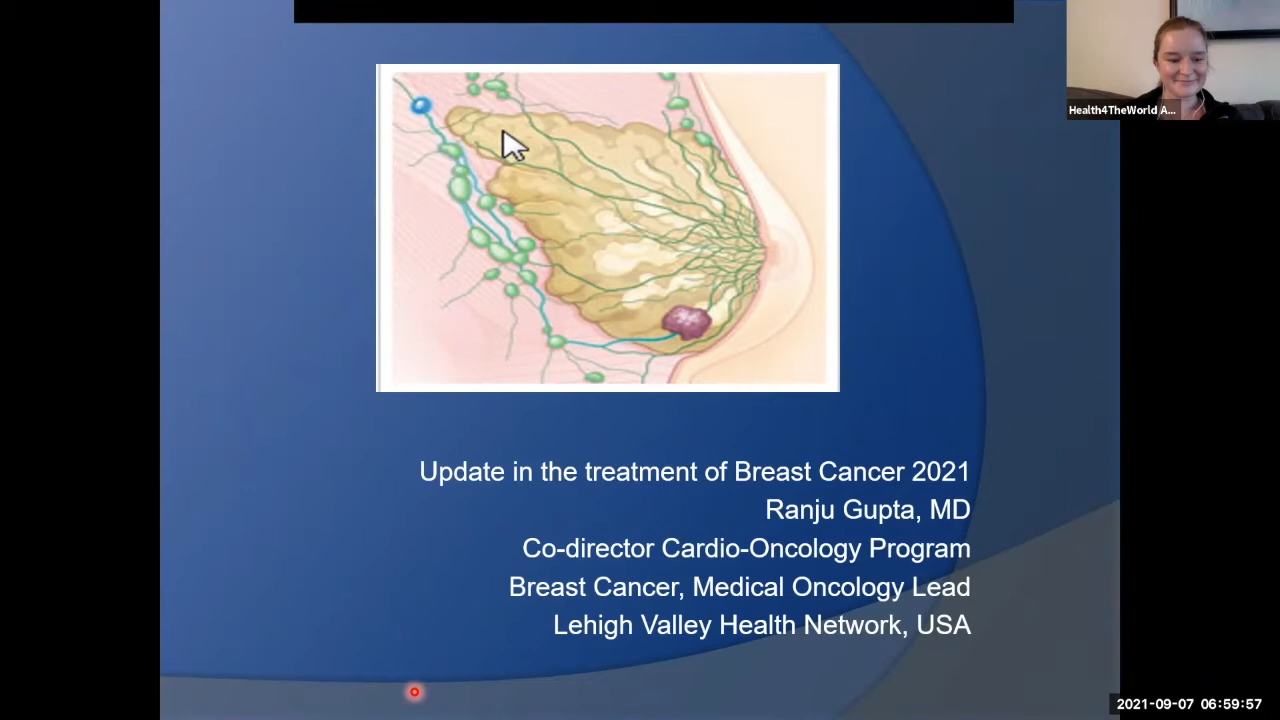 Health4TheWorld A...
Update in the treatment of Breast Cancer 2021
Ranju Gupta, MD
Co-director Cardio-Oncology Program
Breast Cancer, Medical Oncology Lead
Lehigh Valley Health Network, USA
2021-09-07 06:59:57